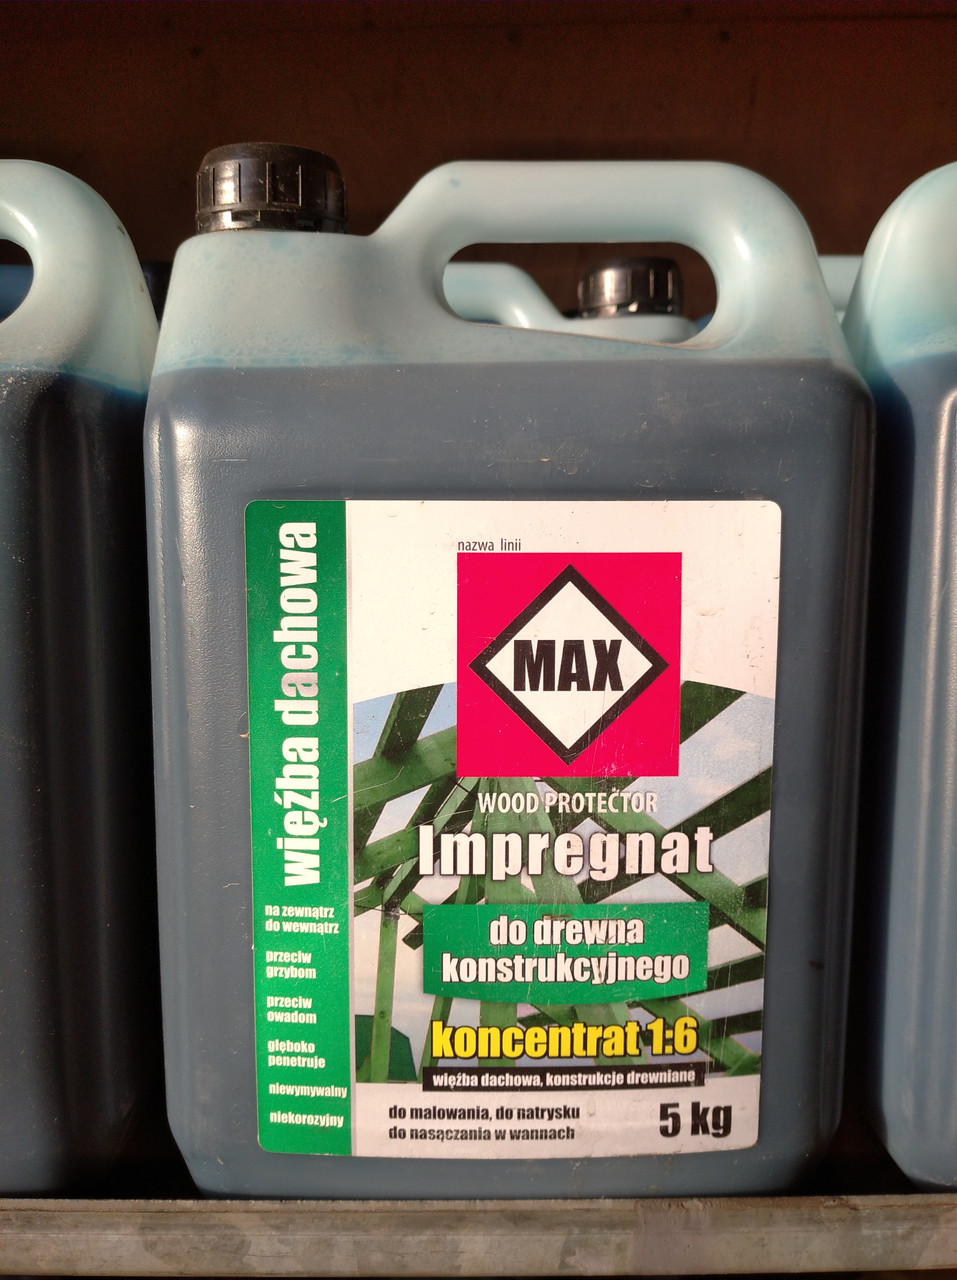 więźba dachowa
na zewnątrz
do wewnątrz
przeciw
grzybom
przeciw
owadom
głęboko
penetruje
niewymywalny
niekorozyjny
nazwa linii
MAX
WOOD PROTECTOR
Impregnat
do drewna
konstrukcyjnego
koncentrat 1:6
więźba dachowa, konstrukcje drewniane
do malowania, do natrysku
do nasączania w wannach
5 kg